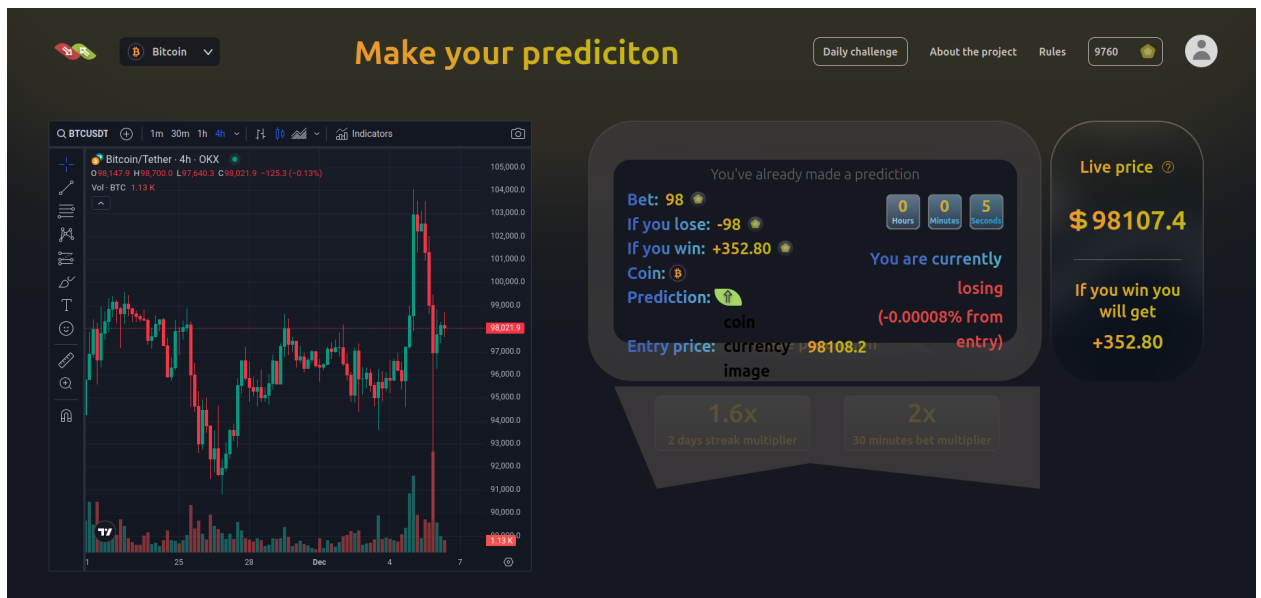 Bitcoin
Make your prediciton
Daily challenge
About the project
Rules
9760
BTCUSDT
1m 30m 1h 4h
Indicators
Bitcoin/Tether · 4h · OKX
O98,147.9 H98,700.0 L97,640.3 C98,021.9 −125.3 (−0.13%)
Vol · BTC 1.13 K
105,000.0
104,000.0
103,000.0
102,000.0
101,000.0
100,000.0
99,000.0
98,021.9
97,000.0
96,000.0
95,000.0
94,000.0
93,000.0
92,000.0
91,000.0
90,000.0
1.13 K
1 25 28 Dec 4 7
You've already made a prediction
Bet: 98
If you lose: -98
If you win: +352.80
Coin:
Prediction:
Entry price: 98108.2
coin
currency
image
0 Hours
0 Minutes
5 Seconds
You are currently
losing
(-0.00008% from
entry)
1.6x
2 days streak multiplier
2x
30 minutes bet multiplier
Live price
$ 98107.4
If you win you
will get
+352.80